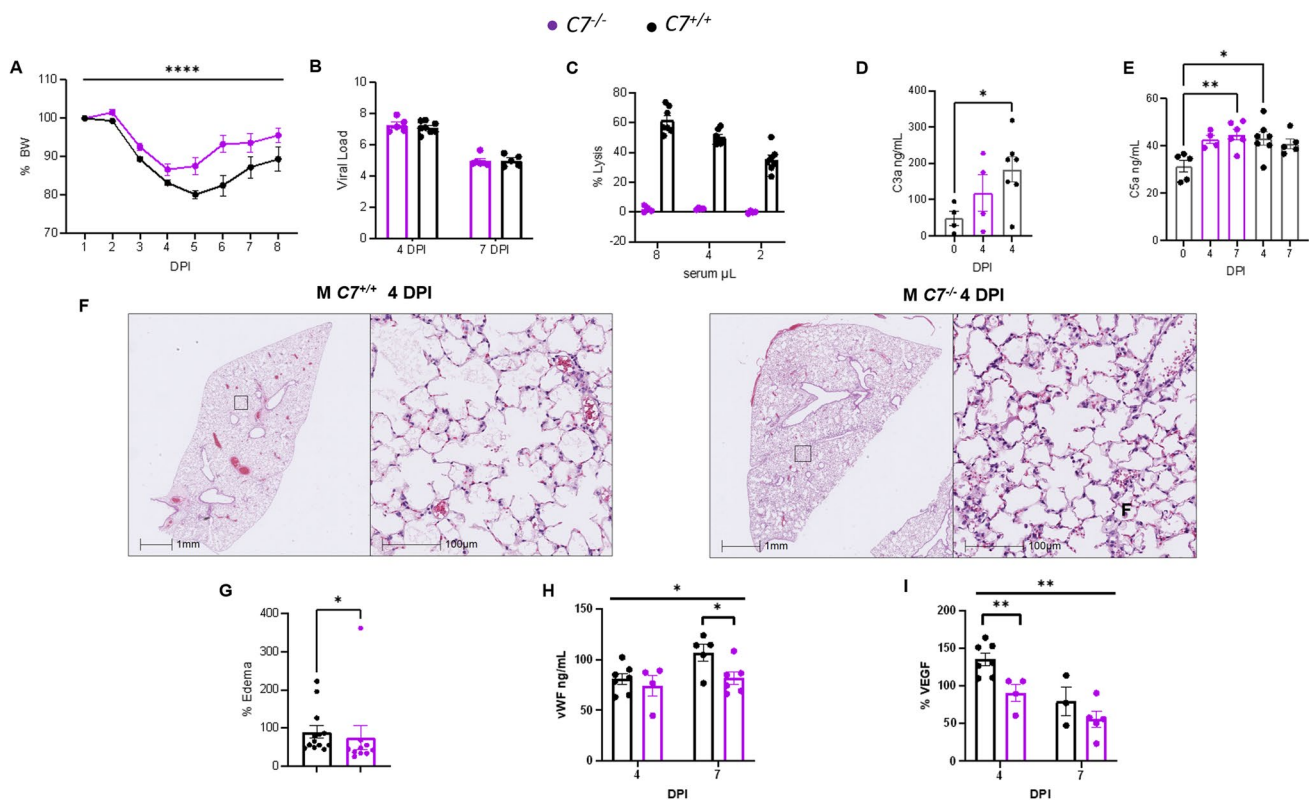 C7-/- C7+/+
A
****
% BW
100
90
80
70
1 2 3 4 5 6 7 8
DPI
B
Viral Load
10
8
6
4
2
0
4 DPI 7 DPI
C
% Lysis
100
80
60
40
20
0
-20
8 4 2
serum µL
D
*
C3a ng/mL
400
300
200
100
0
0 4 4
DPI
E
*
**
C5a ng/mL
60
40
20
0
0 4 7 4 7
DPI
F
M C7+/+ 4 DPI
1mm
100µm
M C7-/- 4 DPI
1mm
F
100µm
G
*
% Edema
400
300
200
100
0
H
*
*
vWF ng/mL
150
100
50
0
4 7
DPI
I
**
**
% VEGF
200
150
100
50
0
4 7
DPI